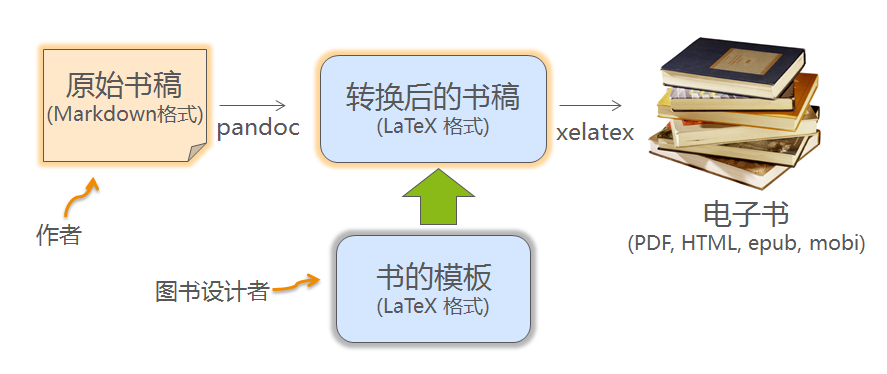 原始书稿
(Markdown格式)
pandoc
转换后的书稿
(LaTeX 格式)
xelatex
作者
电子书
(PDF, HTML, epub, mobi)
图书设计者
书的模板
(LaTeX 格式)